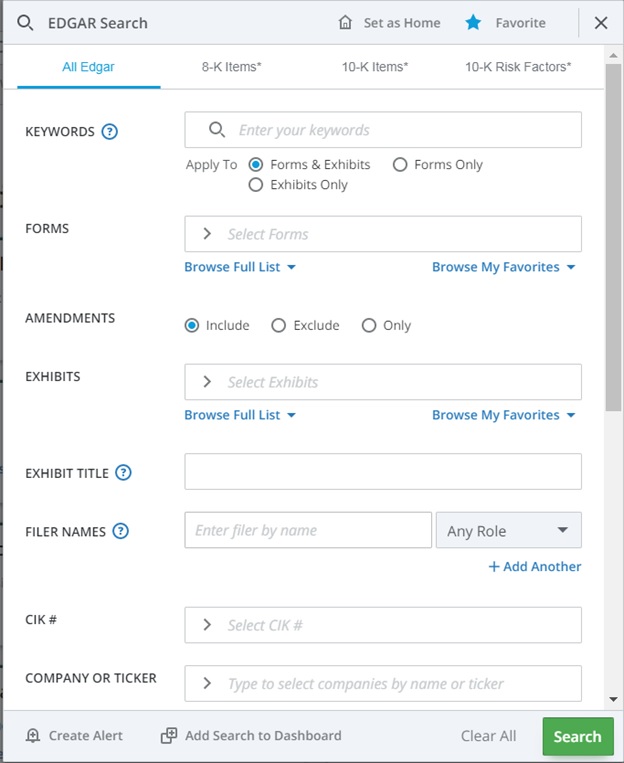 EDGAR Search Set as Home Favorite
All Edgar 8-K Items* 10-K Items* 10-K Risk Factors*
KEYWORDS ? Enter your keywords
Apply To Forms & Exhibits Forms Only
Exhibits Only
FORMS Select Forms
Browse Full List Browse My Favorites
AMENDMENTS Include Exclude Only
EXHIBITS Select Exhibits
Browse Full List Browse My Favorites
EXHIBIT TITLE ?
FILER NAMES ? Enter filer by name Any Role
+ Add Another
CIK # Select CIK #
COMPANY OR TICKER Type to select companies by name or ticker
Create Alert Add Search to Dashboard Clear All Search